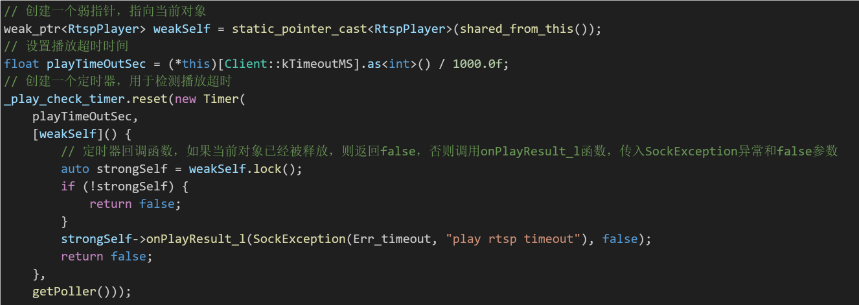 // 创建一个弱指针，指向当前对象
weak_ptr<RtspPlayer> weakSelf = static_pointer_cast<RtspPlayer>(shared_from_this());
// 设置播放超时时间
float playTimeOutSec = (*this)[Client::kTimeoutMS].as<int>() / 1000.0f;
// 创建一个定时器，用于检测播放超时
_play_check_timer.reset(new Timer(
    playTimeOutSec,
    [weakSelf]() {
        // 定时器回调函数，如果当前对象已经被释放，则返回false，否则调用onPlayResult_l函数，传入SockException异常和false参数
        auto strongSelf = weakSelf.lock();
        if (!strongSelf) {
            return false;
        }
        strongSelf->onPlayResult_l(SockException(Err_timeout, "play rtsp timeout"), false);
        return false;
    },
    getPoller()));